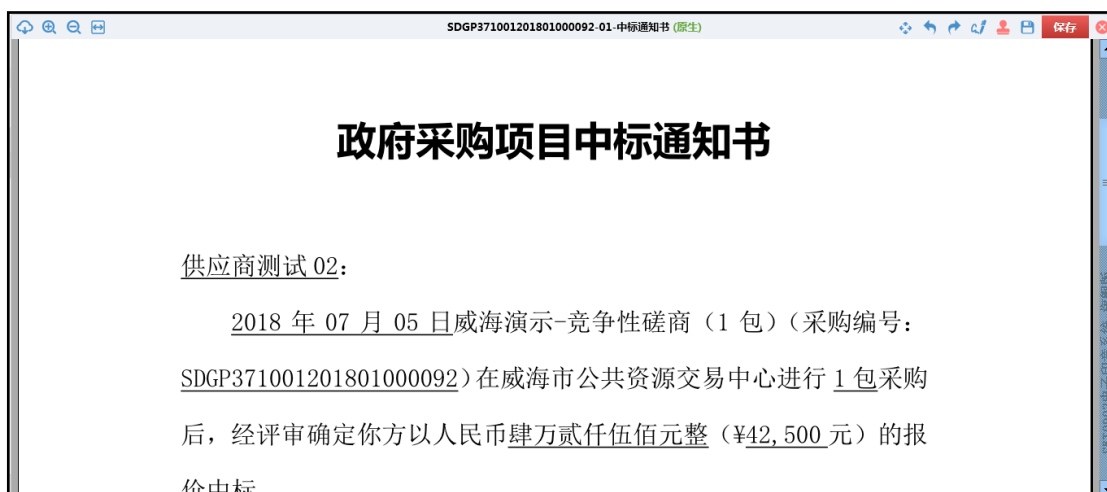 SDGP371001201801000092-01-中标通知书 (原生)
保存
政府采购项目中标通知书
供应商测试 02：
2018 年 07 月 05 日威海演示-竞争性磋商（1 包）（采购编号：
SDGP371001201801000092）在威海市公共资源交易中心进行 1 包采购
后，经评审确定你方以人民币肆万贰仟伍佰元整（¥42,500 元）的报
价中标